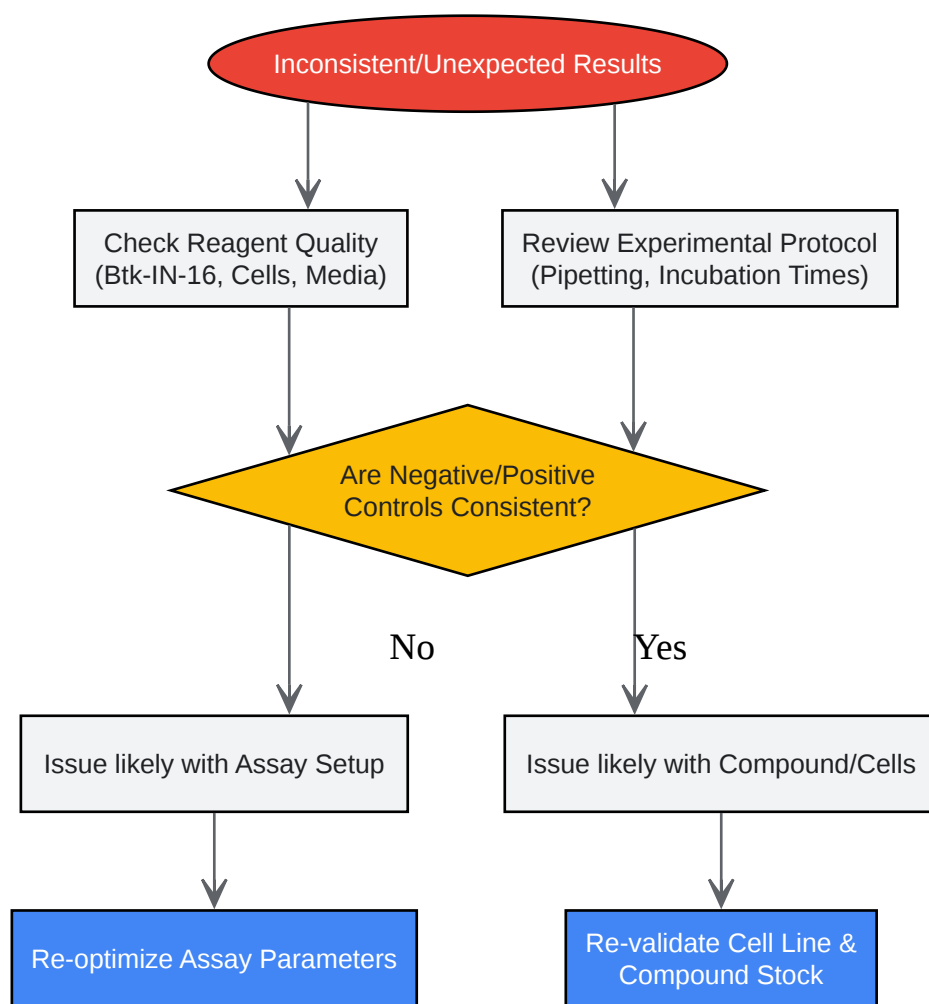 Inconsistent/Unexpected Results
Check Reagent Quality
(Btk-IN-16, Cells, Media)
Review Experimental Protocol
(Pipetting, Incubation Times)
Are Negative/Positive
Controls Consistent?
No
Yes
Issue likely with Assay Setup
Issue likely with Compound/Cells
Re-optimize Assay Parameters
Re-validate Cell Line &
Compound Stock